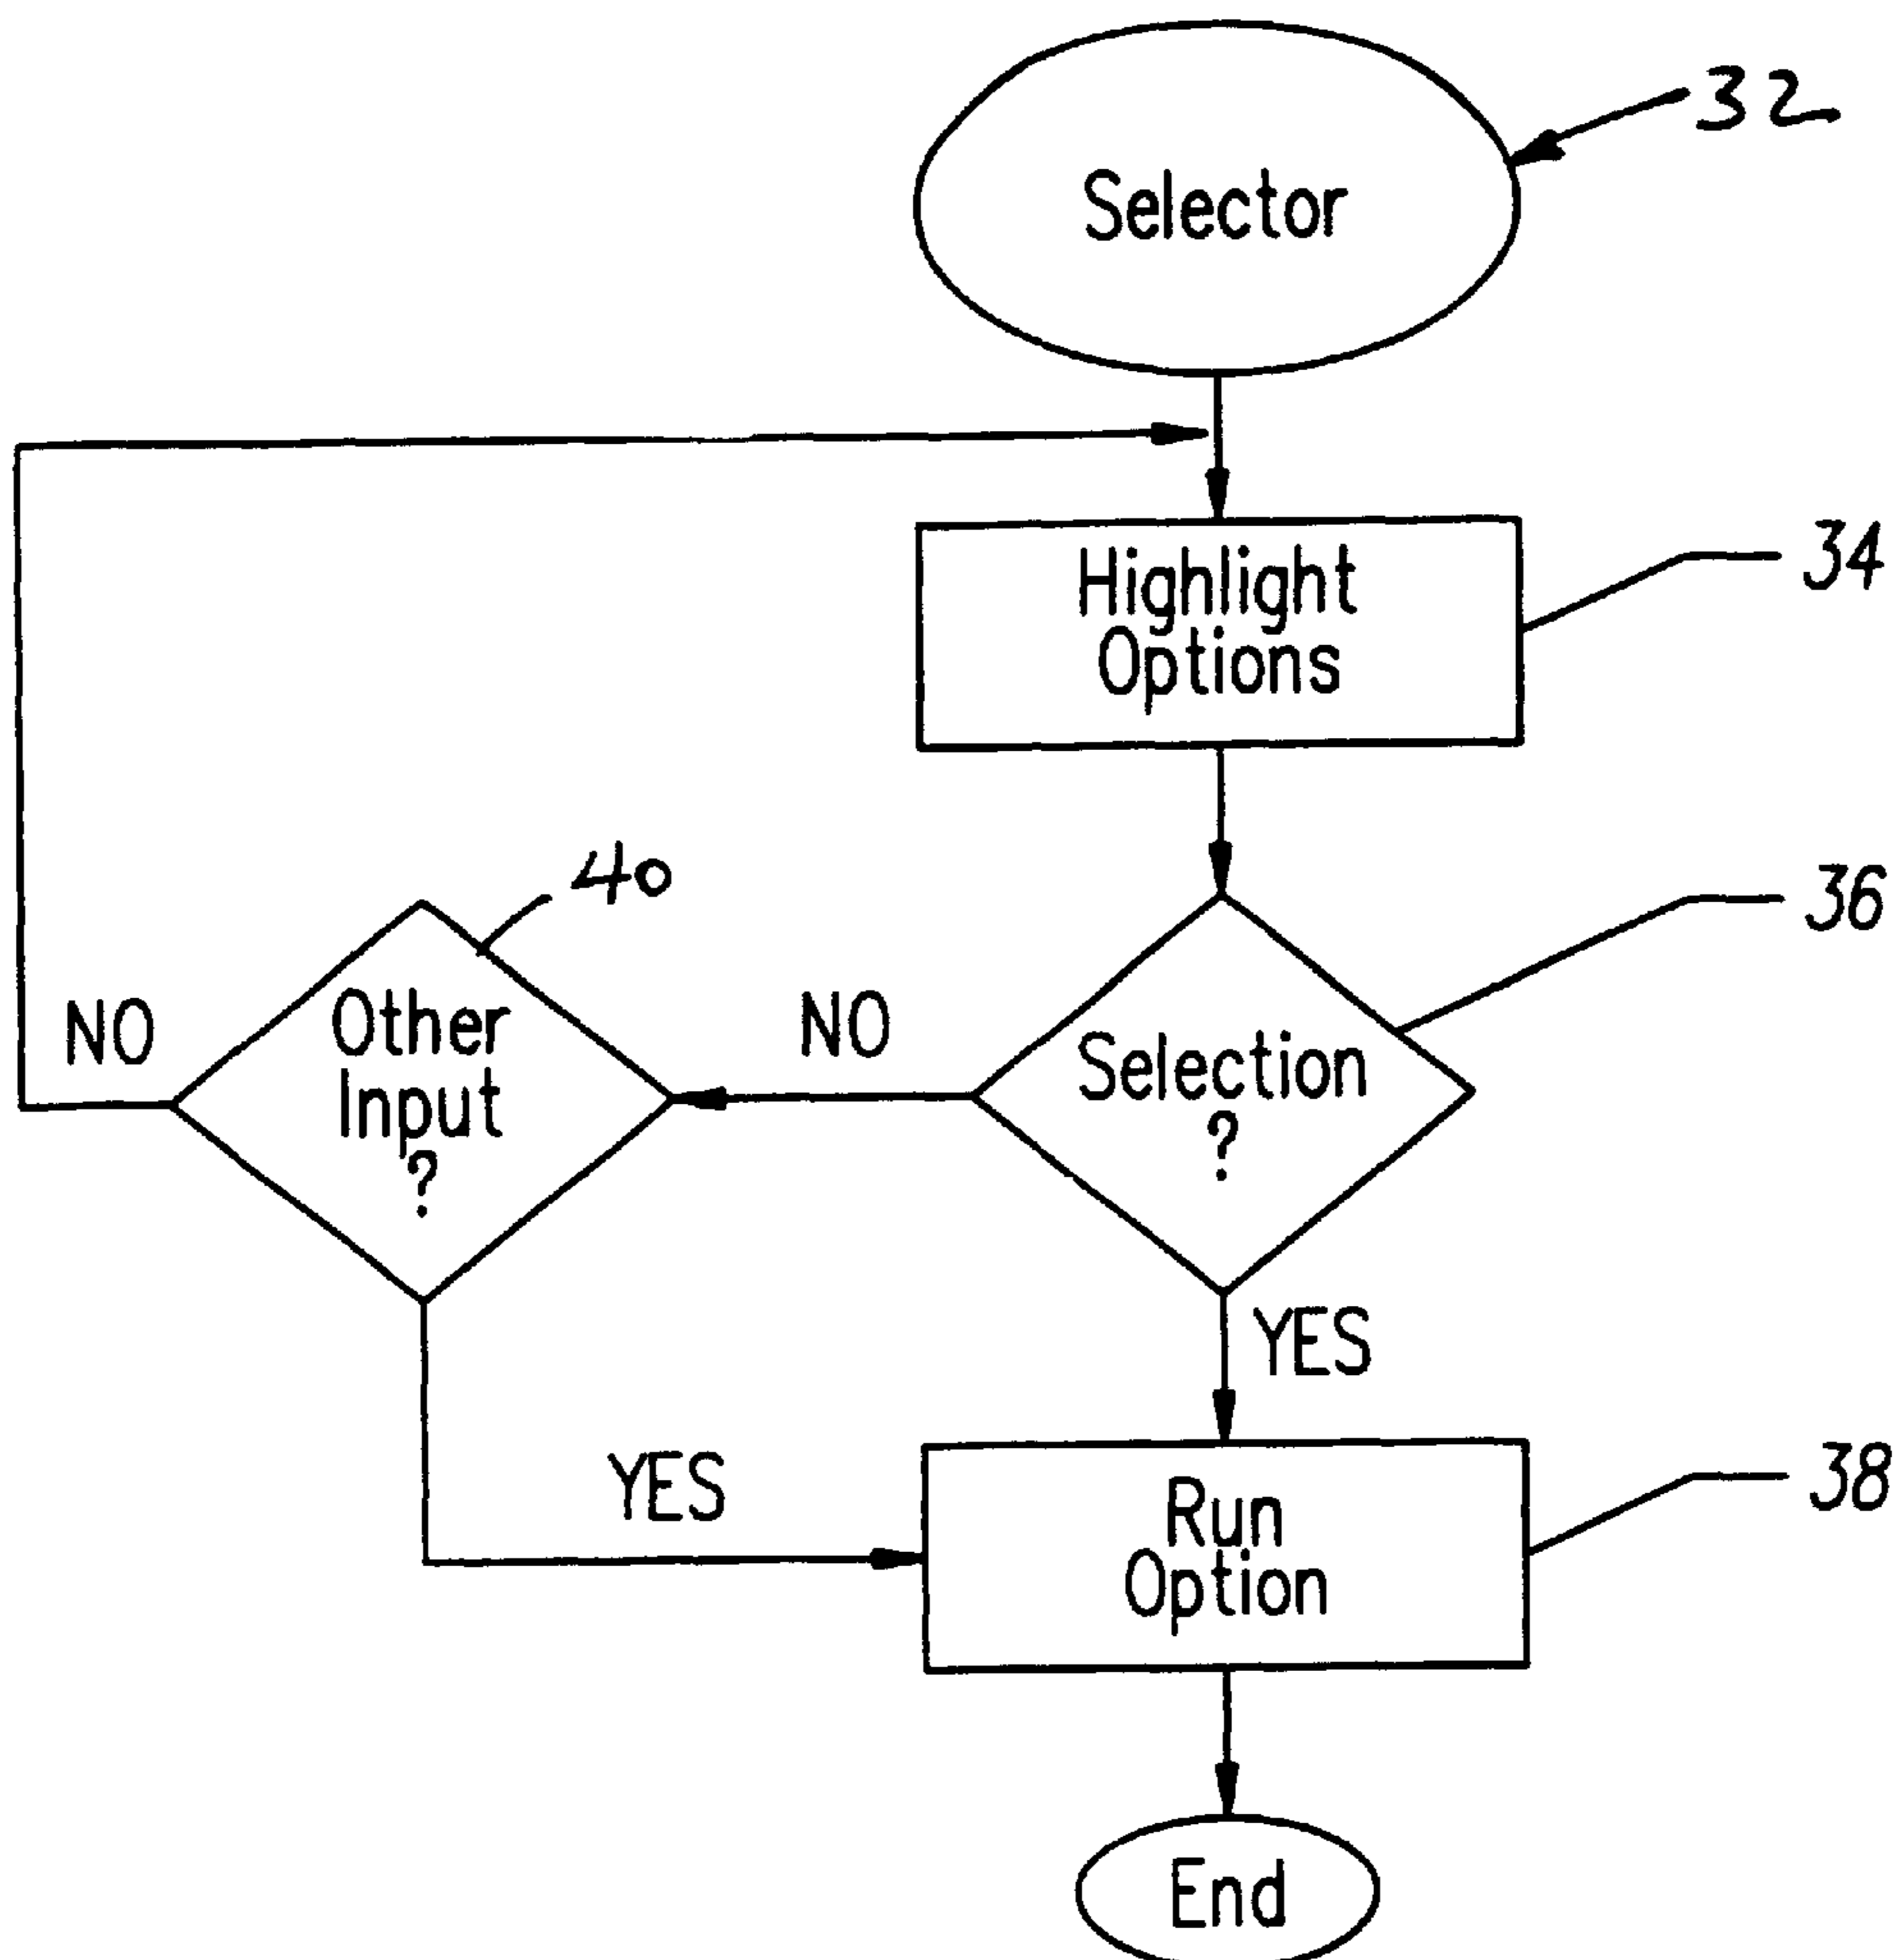 Selector
32
Highlight
Options
34
40
36
Other
Input
?
NO
NO
Selection
?
YES
YES
Run
Option
38
End